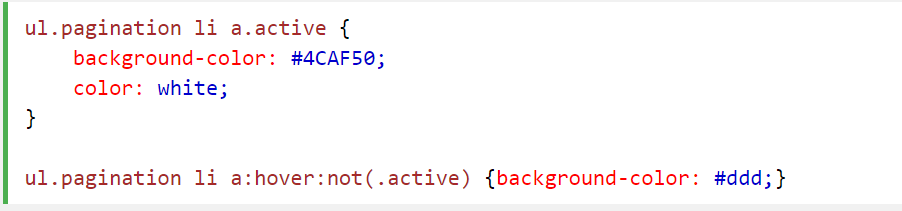 ul.pagination li a.active {
    background-color: #4CAF50;
    color: white;
}

ul.pagination li a:hover:not(.active) {background-color: #ddd;}